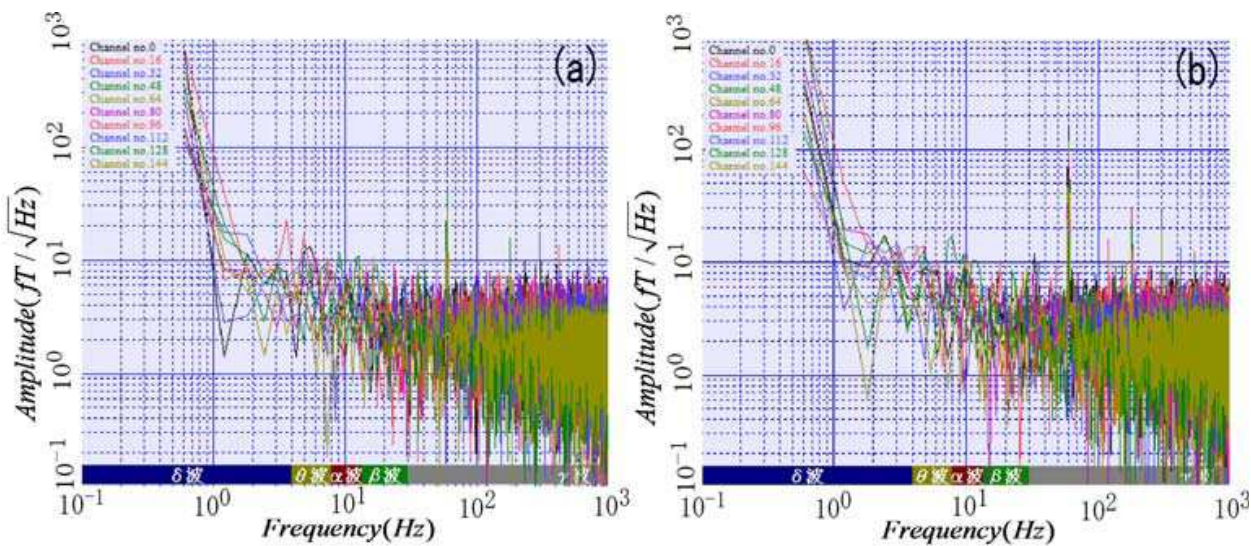 (a)
10³
10²
10¹
10⁰
10⁻¹
Amplitude(fT/√Hz)
Channel no.0
Channel no.16
Channel no.32
Channel no.48
Channel no.64
Channel no.80
Channel no.96
Channel no.112
Channel no.128
Channel no.144
δ波 θ波 α波 β波 γ波
10⁻¹ 10⁰ 10¹ 10² 10³
Frequency(Hz)
(b)
10³
10²
10¹
10⁰
10⁻¹
Amplitude(fT/√Hz)
Channel no.0
Channel no.16
Channel no.32
Channel no.48
Channel no.64
Channel no.80
Channel no.96
Channel no.112
Channel no.128
Channel no.144
δ波 θ波 α波 β波 γ波
10⁻¹ 10⁰ 10¹ 10² 10³
Frequency(Hz)